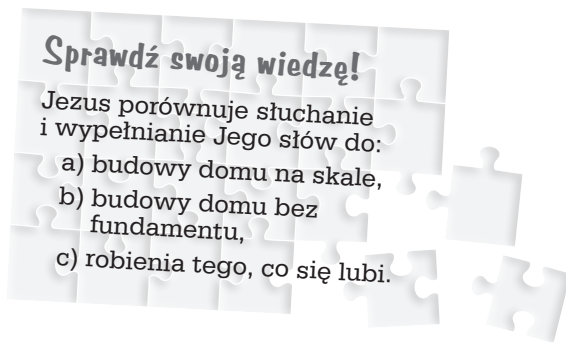 Sprawdź swoją wiedzę!
Jezus porównuje słuchanie
i wypełnianie Jego słów do:
a) budowy domu na skale,
b) budowy domu bez
fundamentu,
c) robienia tego, co się lubi.